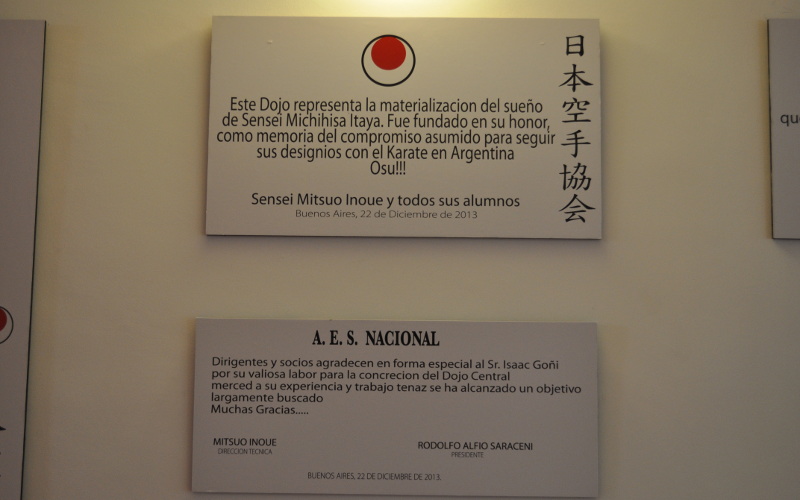 Este Dojo representa la materializacion del sueño
de Sensei Michihisa Itaya. Fue fundado en su honor,
como memoria del compromiso asumido para seguir
sus designios con el Karate en Argentina
Osu!!!
Sensei Mitsuo Inoue y todos sus alumnos
Buenos Aires, 22 de Diciembre de 2013
日本空手協会
A. E. S. NACIONAL
Dirigentes y socios agradecen en forma especial al Sr. Isaac Goñi
por su valiosa labor para la concrecion del Dojo Central
merced a su experiencia y trabajo tenaz se ha alcanzado un objetivo
largamente buscado
Muchas Gracias.....
MITSUO INOUE
DIRECCION TECNICA
RODOLFO ALFIO SARACENI
PRESIDENTE
BUENOS AIRES, 22 DE DICIEMBRE DE 2013.